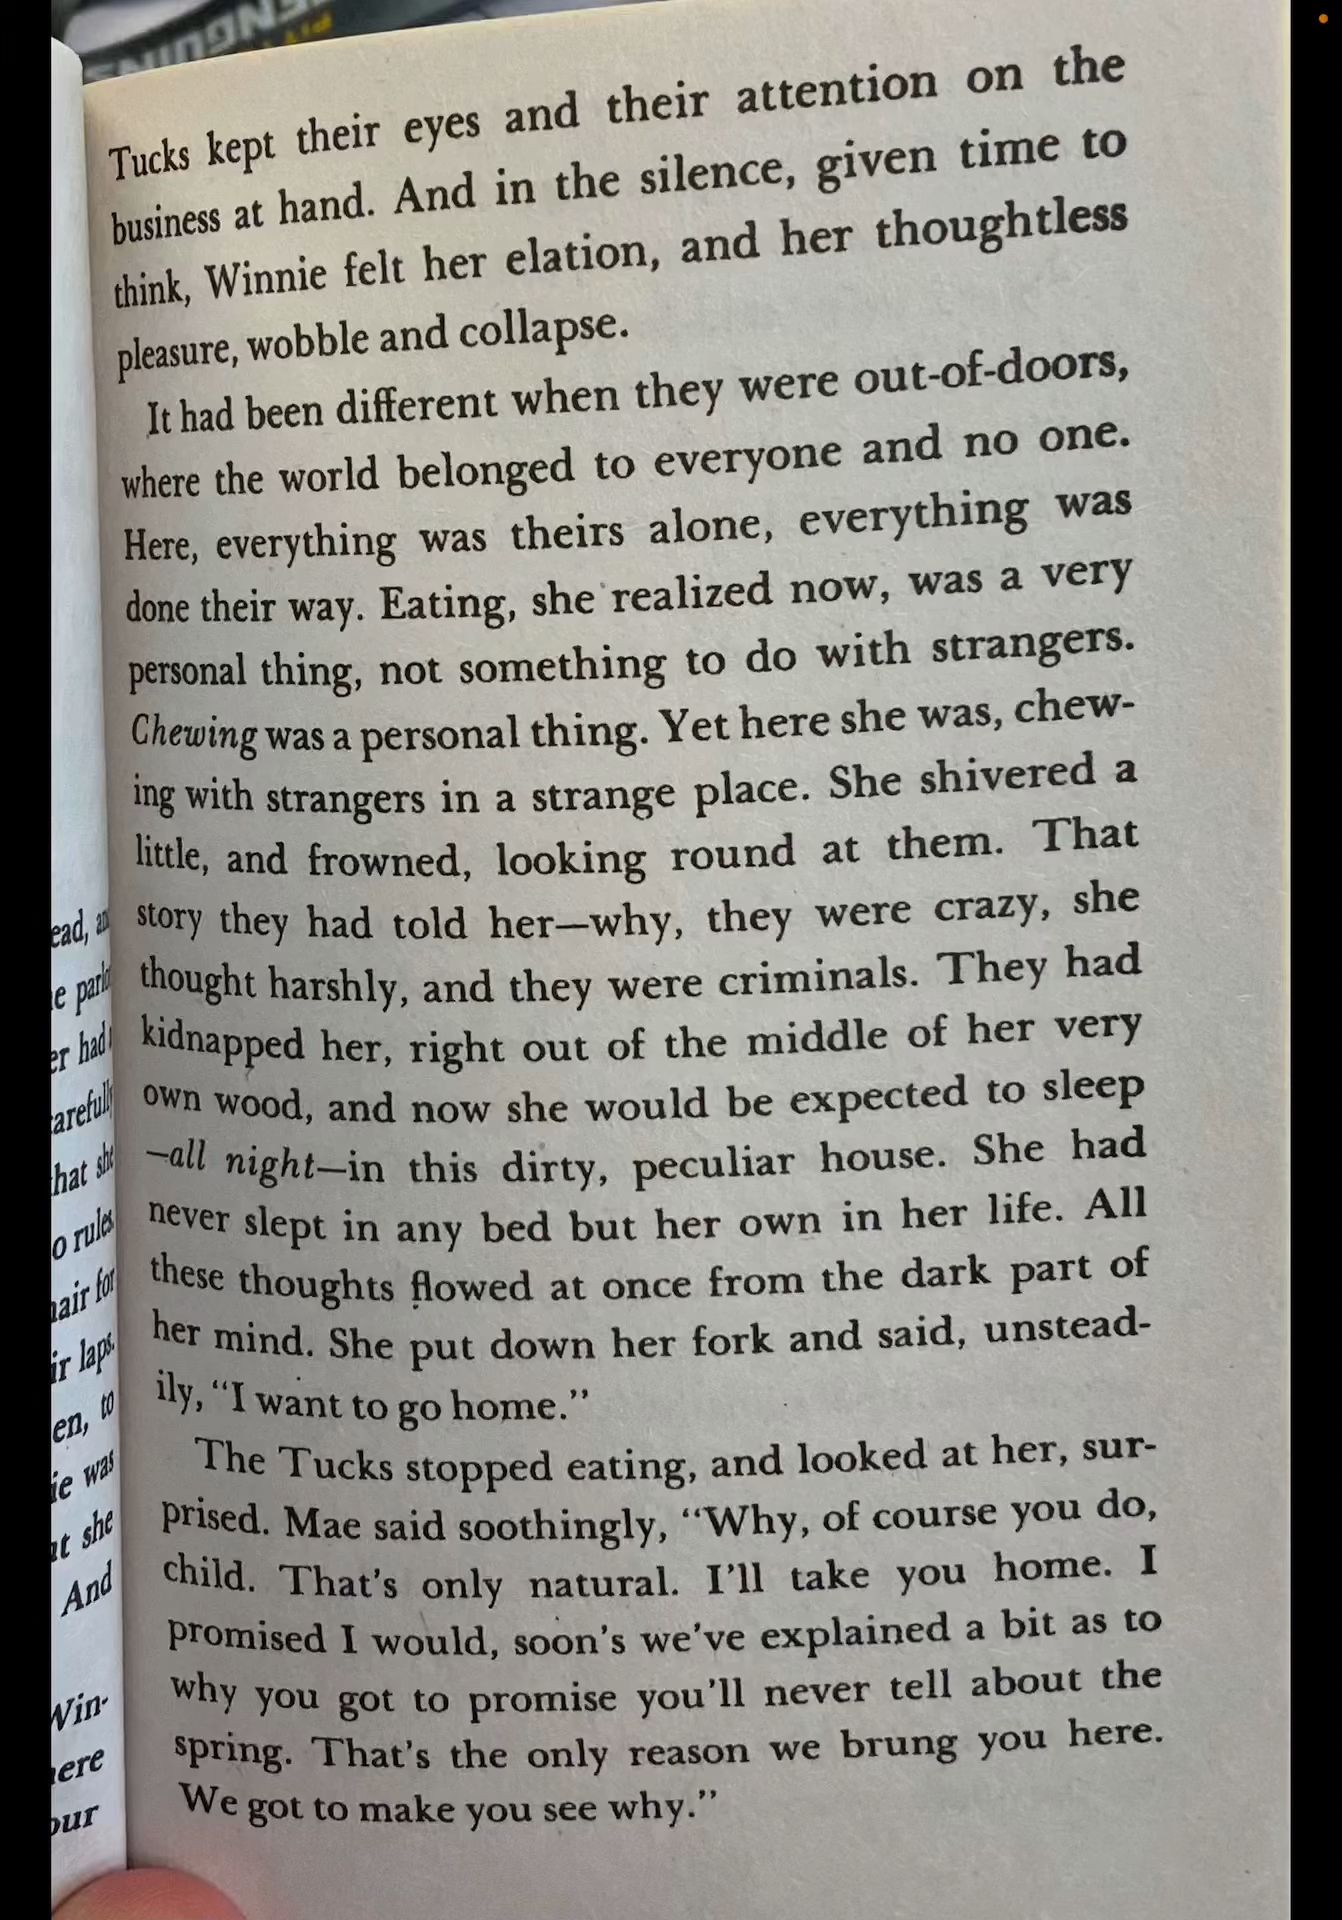 Tucks kept their eyes and their attention on the
business at hand. And in the silence, given time to
think, Winnie felt her elation, and her thoughtless
pleasure, wobble and collapse.
It had been different when they were out-of-doors,
where the world belonged to everyone and no one.
Here, everything was theirs alone, everything was
done their way. Eating, she realized now, was a very
personal thing, not something to do with strangers.
Chewing was a personal thing. Yet here she was, chew-
ing with strangers in a strange place. She shivered a
little, and frowned, looking round at them. That
story they had told her—why, they were crazy, she
thought harshly, and they were criminals. They had
kidnapped her, right out of the middle of her very
own wood, and now she would be expected to sleep
—all night—in this dirty, peculiar house. She had
never slept in any bed but her own in her life. All
these thoughts flowed at once from the dark part of
her mind. She put down her fork and said, unstead-
ily, “I want to go home.”
The Tucks stopped eating, and looked at her, sur-
prised. Mae said soothingly, “Why, of course you do,
child. That's only natural. I'll take you home. I
promised I would, soon's we've explained a bit as to
why you got to promise you'll never tell about the
spring. That's the only reason we brung you here.
We got to make you see why.”